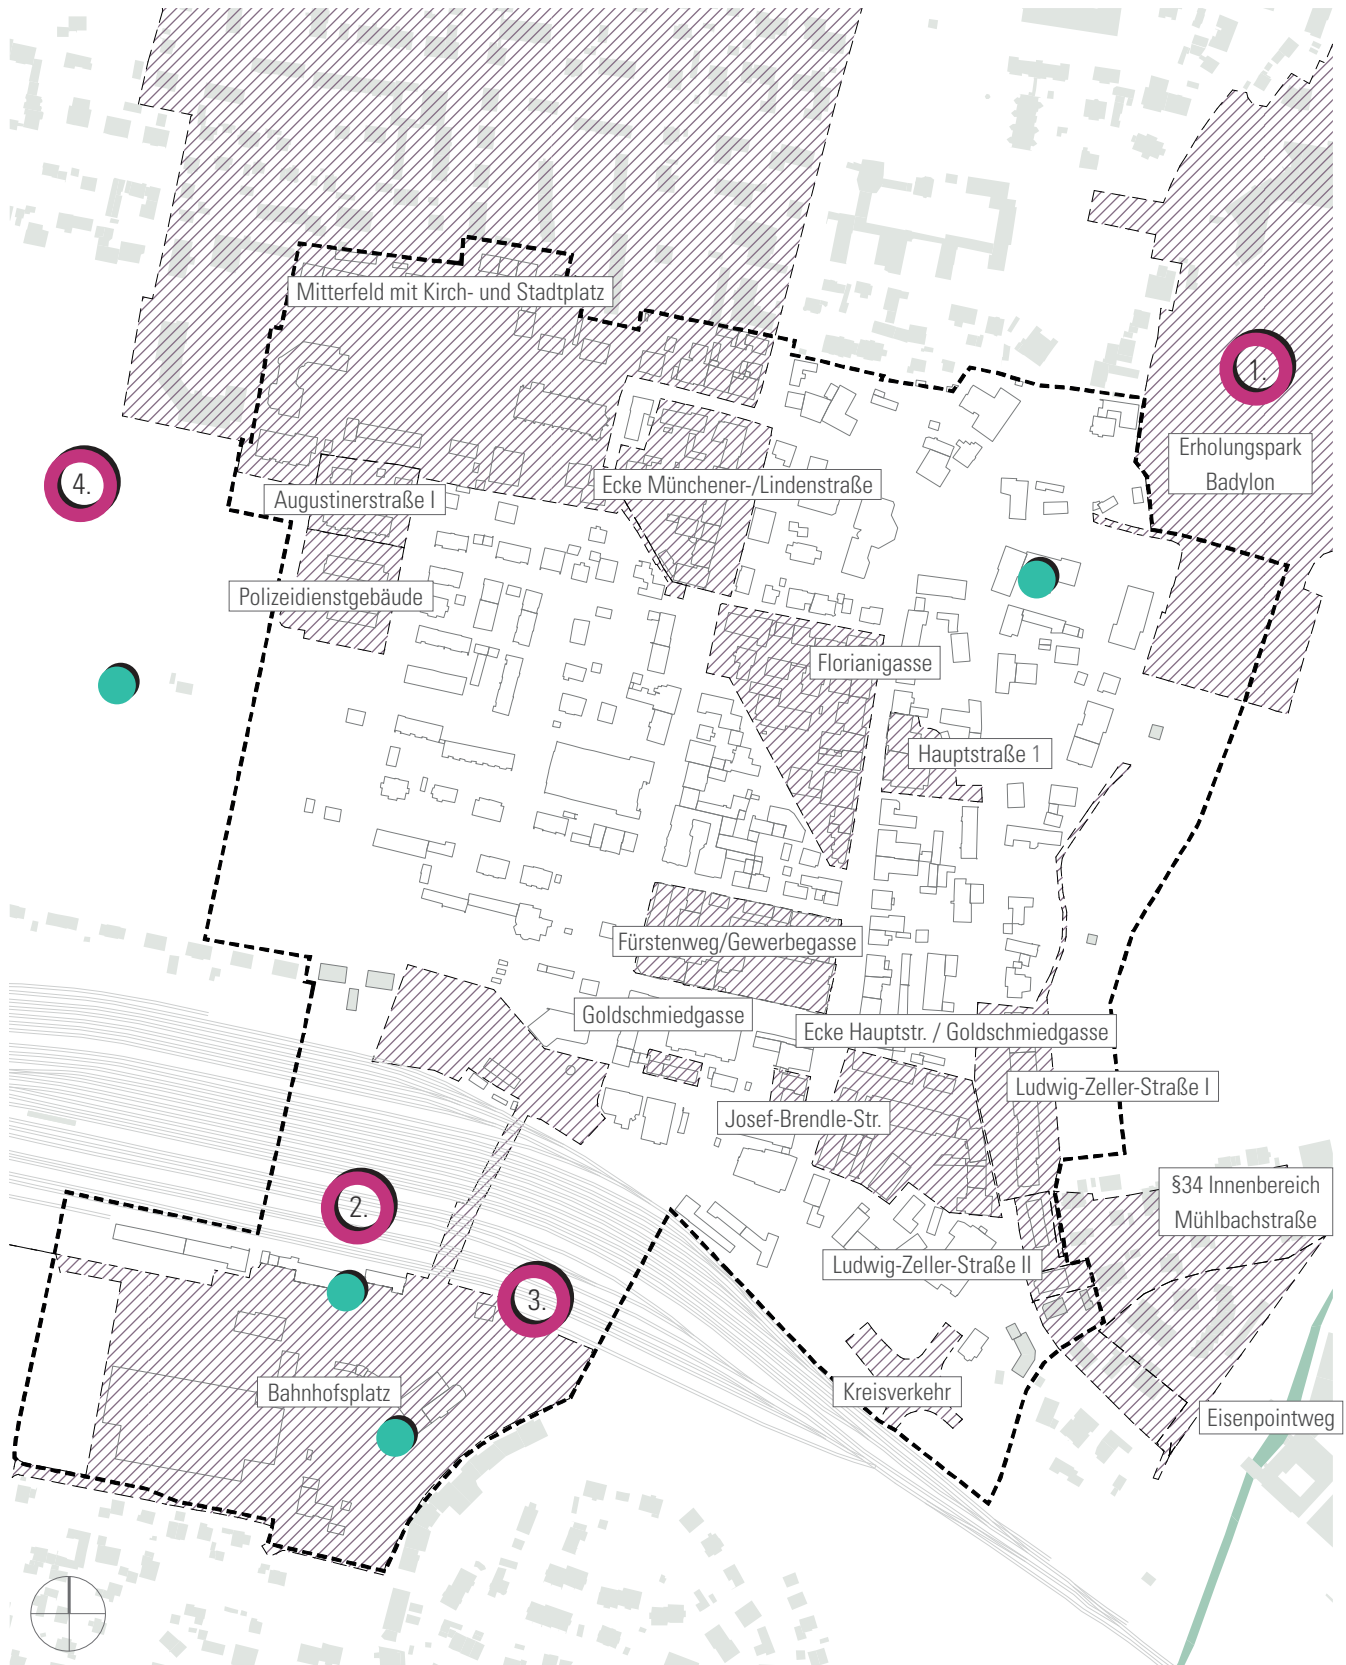 Mitterfeld mit Kirch- und Stadtplatz
1.
Erholungspark
Badylon
4.
Ecke Münchener-/Lindenstraße
Augustinerstraße I
Polizeidienstgebäude
Florianigasse
Hauptstraße 1
Fürstenweg/Gewerbegasse
Goldschmiedgasse
Ecke Hauptstr. / Goldschmiedgasse
Ludwig-Zeller-Straße I
Josef-Brendle-Str.
§34 Innenbereich
Mühlbachstraße
2.
Ludwig-Zeller-Straße II
3.
Bahnhofsplatz
Kreisverkehr
Eisenpointweg